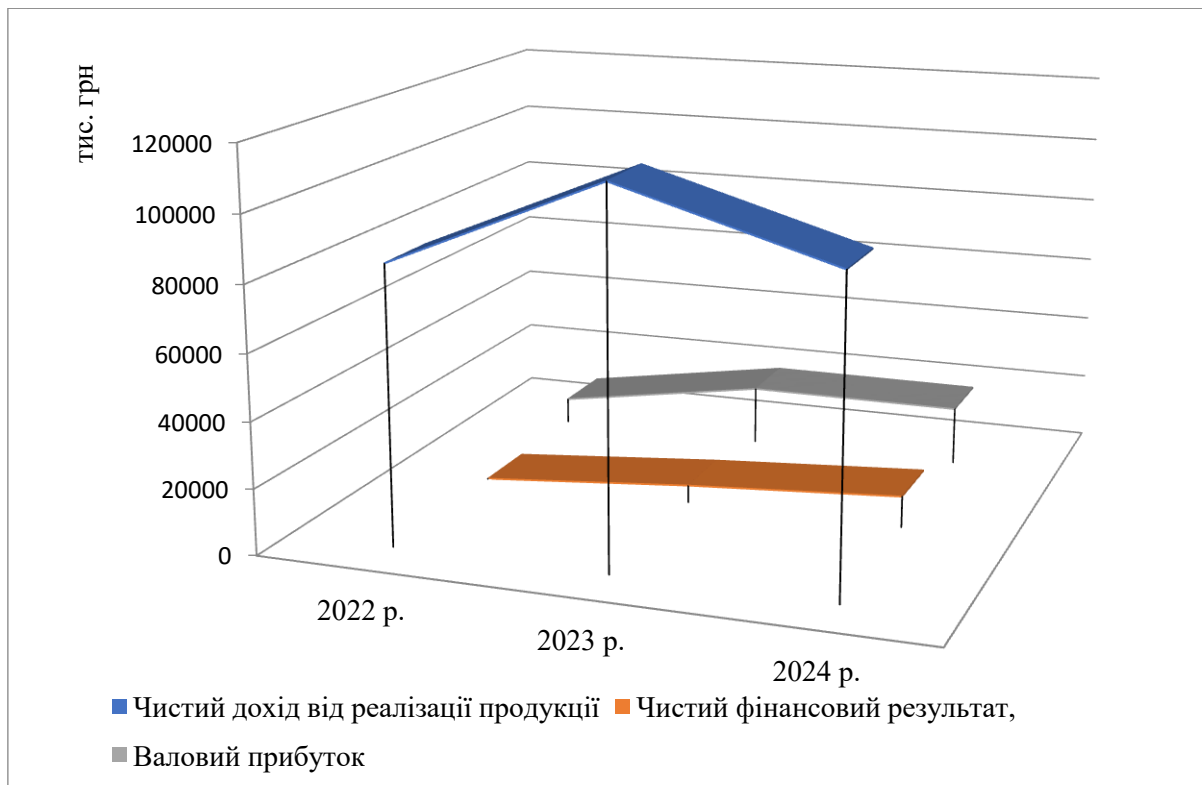 тис. грн
120000
100000
80000
60000
40000
20000
0
2022 р.
2023 р.
2024 р.
Чистий дохід від реалізації продукції
Чистий фінансовий результат,
Валовий прибуток